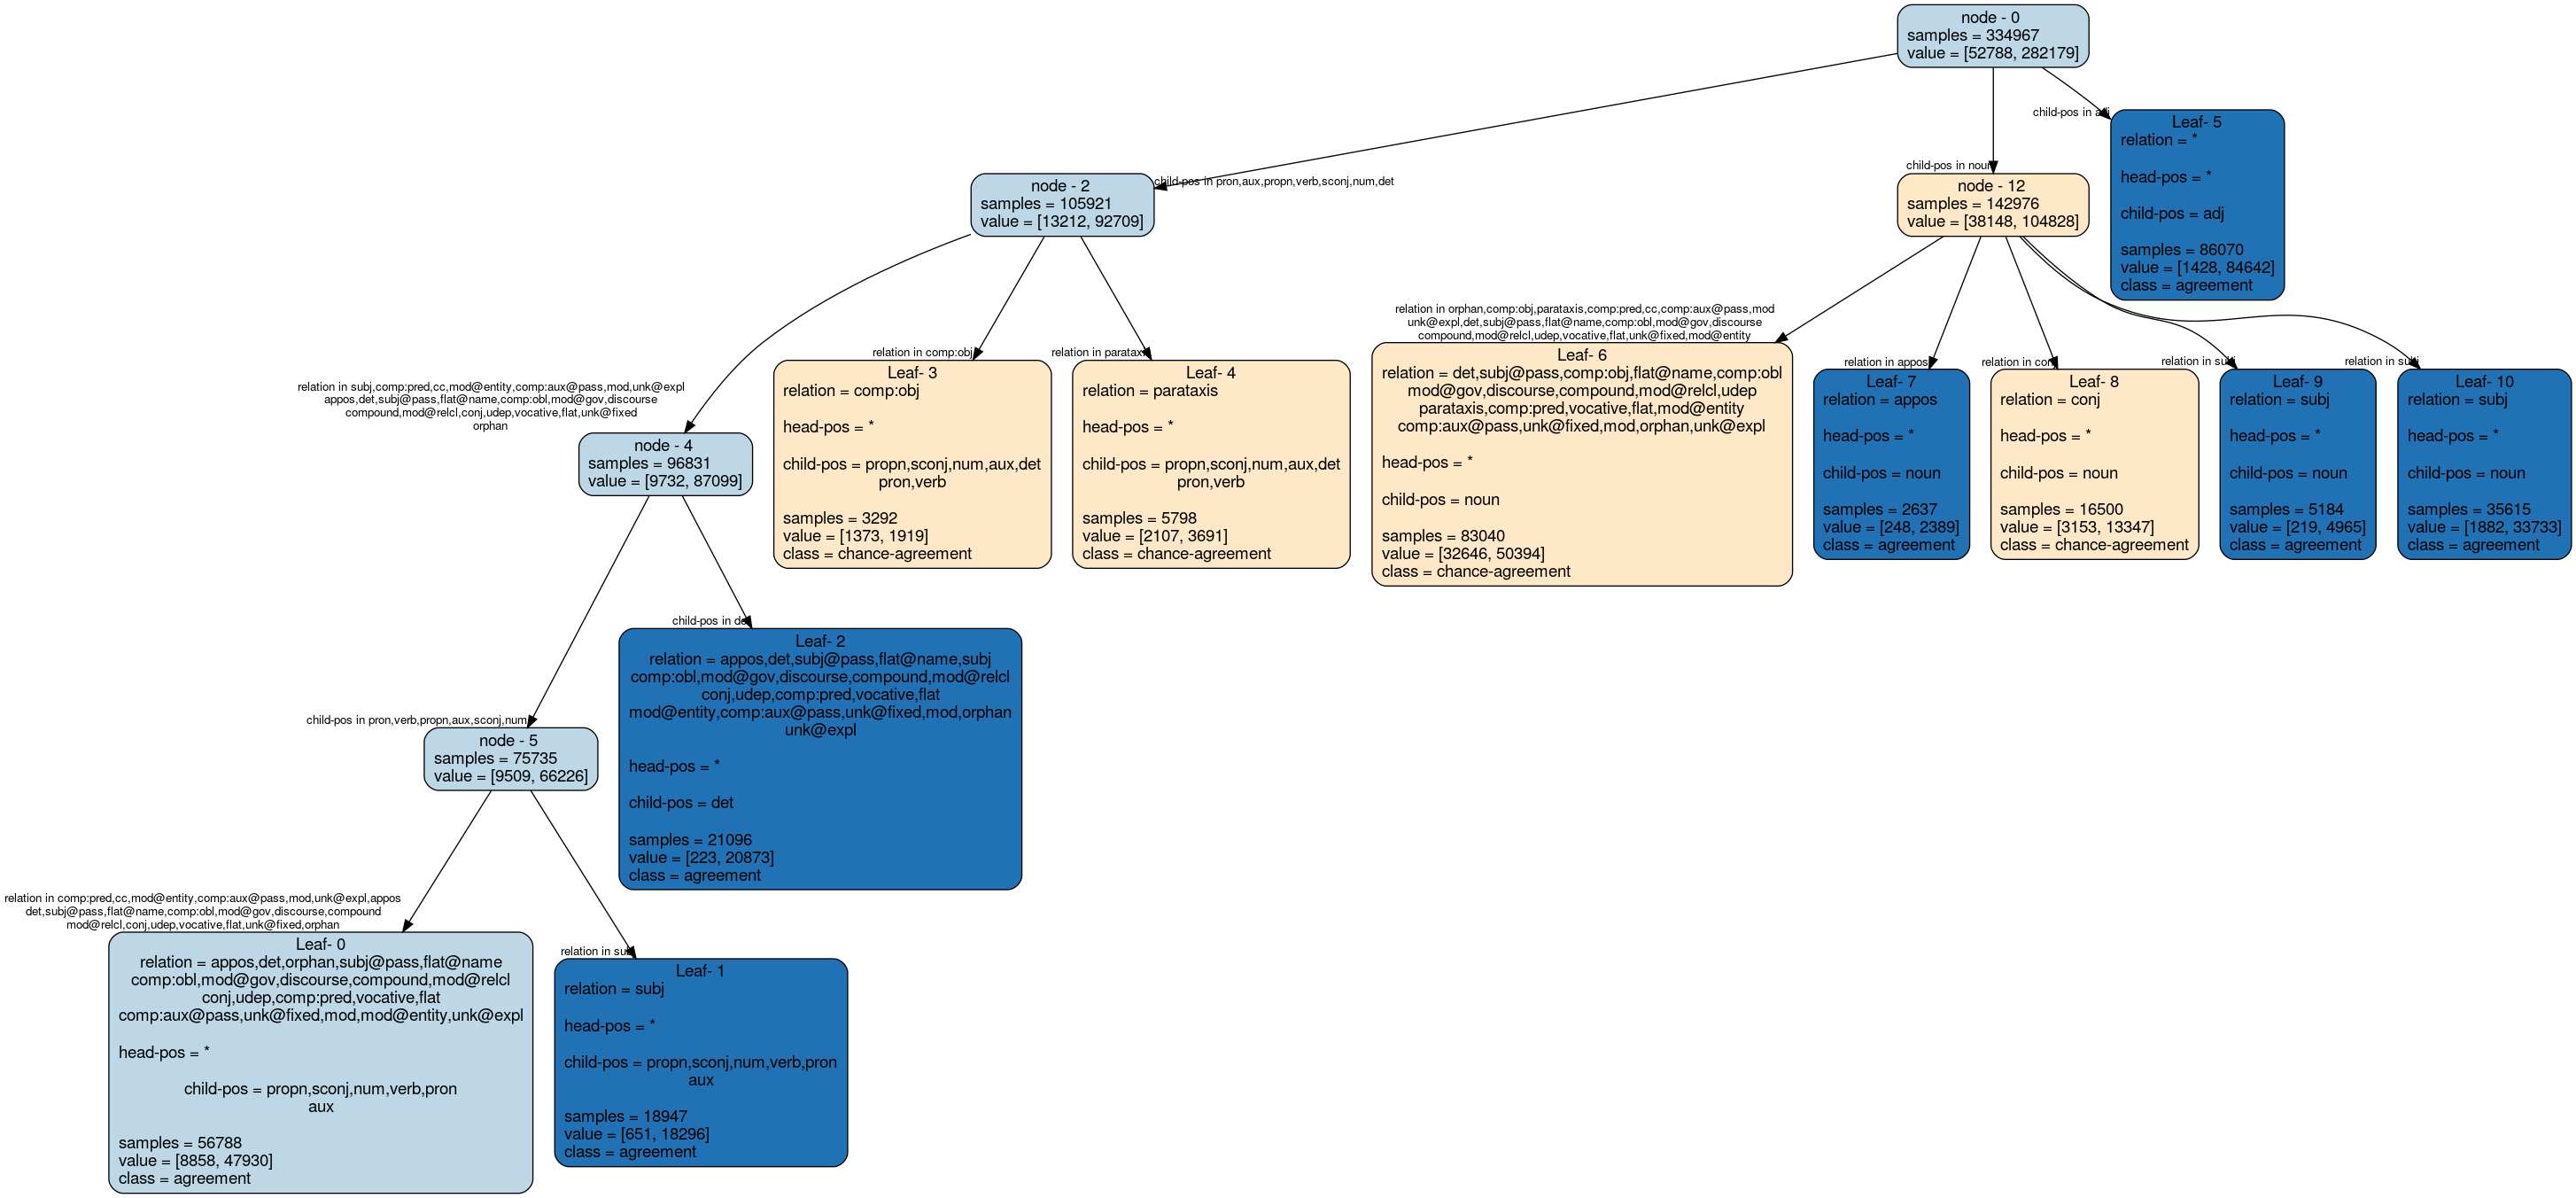 node - 0
samples = 334967
value = [52788, 282179]
child-pos in adj
Leaf- 5
relation = *
head-pos = *
child-pos = adj
samples = 86070
value = [1428, 84642]
class = agreement
child-pos in pron,aux,propn,verb,sconj,num,det
node - 2
samples = 105921
value = [13212, 92709]
child-pos in noun
node - 12
samples = 142976
value = [38148, 104828]
relation in subj,comp:pred,cc,mod@entity,comp:aux@pass,mod,unk@expl
appos,det,subj@pass,flat@name,comp:obl,mod@gov,discourse
compound,mod@relcl,conj,udep,vocative,flat,unk@fixed
orphan
node - 4
samples = 96831
value = [9732, 87099]
relation in comp:obj
Leaf- 3
relation = comp:obj
head-pos = *
child-pos = propn,sconj,num,aux,det
pron,verb
samples = 3292
value = [1373, 1919]
class = chance-agreement
relation in parataxis
Leaf- 4
relation = parataxis
head-pos = *
child-pos = propn,sconj,num,aux,det
pron,verb
samples = 5798
value = [2107, 3691]
class = chance-agreement
relation in orphan,comp:obj,parataxis,comp:pred,cc,comp:aux@pass,mod
unk@expl,det,subj@pass,flat@name,comp:obl,mod@gov,discourse
compound,mod@relcl,udep,vocative,flat,unk@fixed,mod@entity
Leaf- 6
relation = det,subj@pass,comp:obj,flat@name,comp:obl
mod@gov,discourse,compound,mod@relcl,udep
parataxis,comp:pred,vocative,flat,mod@entity
comp:aux@pass,unk@fixed,mod,orphan,unk@expl
head-pos = *
child-pos = noun
samples = 83040
value = [32646, 50394]
class = chance-agreement
relation in appos
Leaf- 7
relation = appos
head-pos = *
child-pos = noun
samples = 2637
value = [248, 2389]
class = agreement
relation in conj
Leaf- 8
relation = conj
head-pos = *
child-pos = noun
samples = 16500
value = [3153, 13347]
class = chance-agreement
relation in subj
Leaf- 9
relation = subj
head-pos = *
child-pos = noun
samples = 5184
value = [219, 4965]
class = agreement
relation in subj
Leaf- 10
relation = subj
head-pos = *
child-pos = noun
samples = 35615
value = [1882, 33733]
class = agreement
child-pos in pron,verb,propn,aux,sconj,num
node - 5
samples = 75735
value = [9509, 66226]
child-pos in det
Leaf- 2
relation = appos,det,subj@pass,flat@name,subj
comp:obl,mod@gov,discourse,compound,mod@relcl
conj,udep,comp:pred,vocative,flat
mod@entity,comp:aux@pass,unk@fixed,mod,orphan
unk@expl
head-pos = *
child-pos = det
samples = 21096
value = [223, 20873]
class = agreement
relation in comp:pred,cc,mod@entity,comp:aux@pass,mod,unk@expl,appos
det,subj@pass,flat@name,comp:obl,mod@gov,discourse,compound
mod@relcl,conj,udep,vocative,flat,unk@fixed,orphan
Leaf- 0
relation = appos,det,orphan,subj@pass,flat@name
comp:obl,mod@gov,discourse,compound,mod@relcl
conj,udep,comp:pred,vocative,flat
comp:aux@pass,unk@fixed,mod,mod@entity,unk@expl
head-pos = *
child-pos = propn,sconj,num,verb,pron
aux
samples = 56788
value = [8858, 47930]
class = agreement
relation in subj
Leaf- 1
relation = subj
head-pos = *
child-pos = propn,sconj,num,verb,pron
aux
samples = 18947
value = [651, 18296]
class = agreement